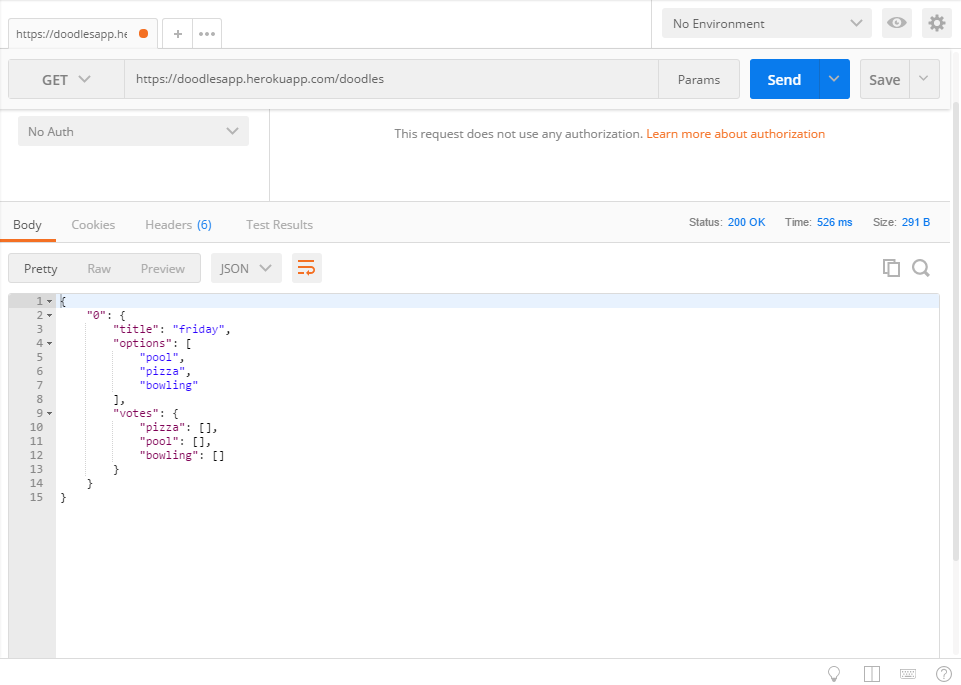 https://doodlesapp.he
+
No Environment
GET
https://doodlesapp.herokuapp.com/doodles
Params
Send
Save
No Auth
This request does not use any authorization. Learn more about authorization
Body Cookies Headers (6) Test Results
Status: 200 OK Time: 526 ms Size: 291 B
Pretty Raw Preview JSON
1 {
2 "0": {
3 "title": "friday",
4 "options": [
5 "pool",
6 "pizza",
7 "bowling"
8 ],
9 "votes": {
10 "pizza": [],
11 "pool": [],
12 "bowling": []
13 }
14 }
15 }